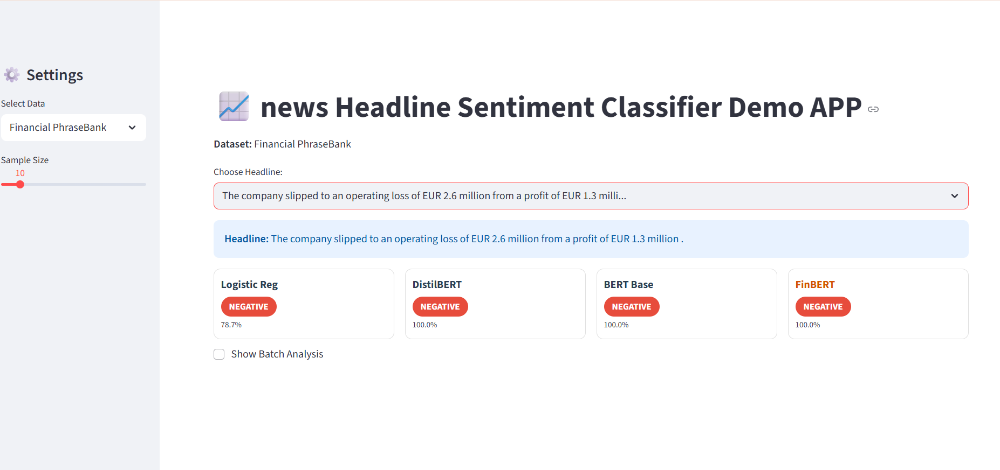 Settings
Select Data
Financial PhraseBank
Sample Size
10
news Headline Sentiment Classifier Demo APP
Dataset: Financial PhraseBank
Choose Headline:
The company slipped to an operating loss of EUR 2.6 million from a profit of EUR 1.3 milli...
Headline: The company slipped to an operating loss of EUR 2.6 million from a profit of EUR 1.3 million .
Logistic Reg
NEGATIVE
78.7%
DistilBERT
NEGATIVE
100.0%
BERT Base
NEGATIVE
100.0%
FinBERT
NEGATIVE
100.0%
Show Batch Analysis